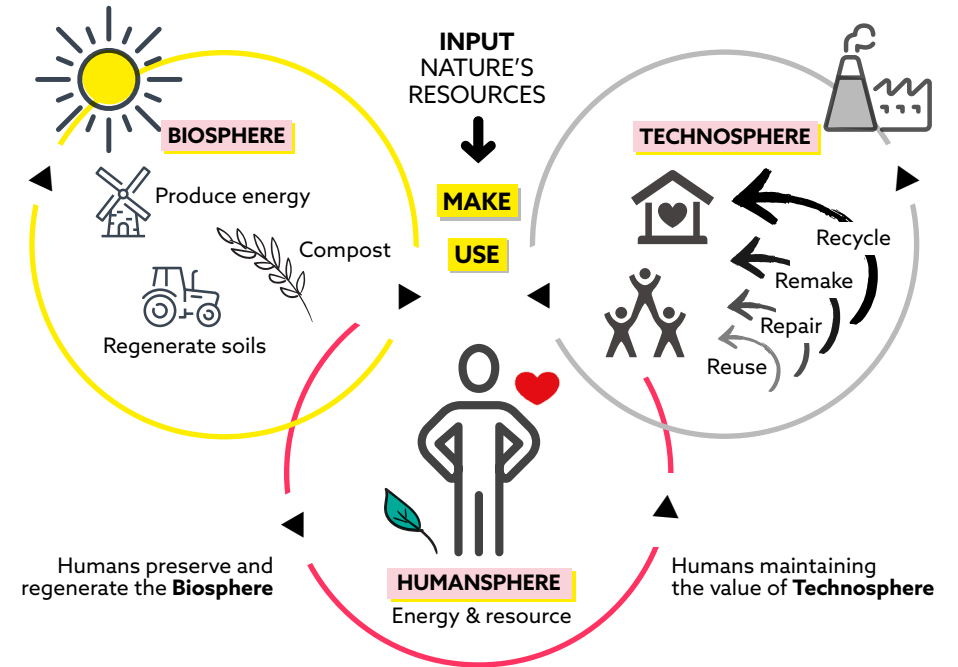 INPUT
NATURE'S
RESOURCES
BIOSPHERE
TECHNOSPHERE
MAKE
USE
Produce energy
Compost
Regenerate soils
Recycle
Remake
Repair
Reuse
Humans preserve and
regenerate the Biosphere
HUMANSPHERE
Energy & resource
Humans maintaining
the value of Technosphere